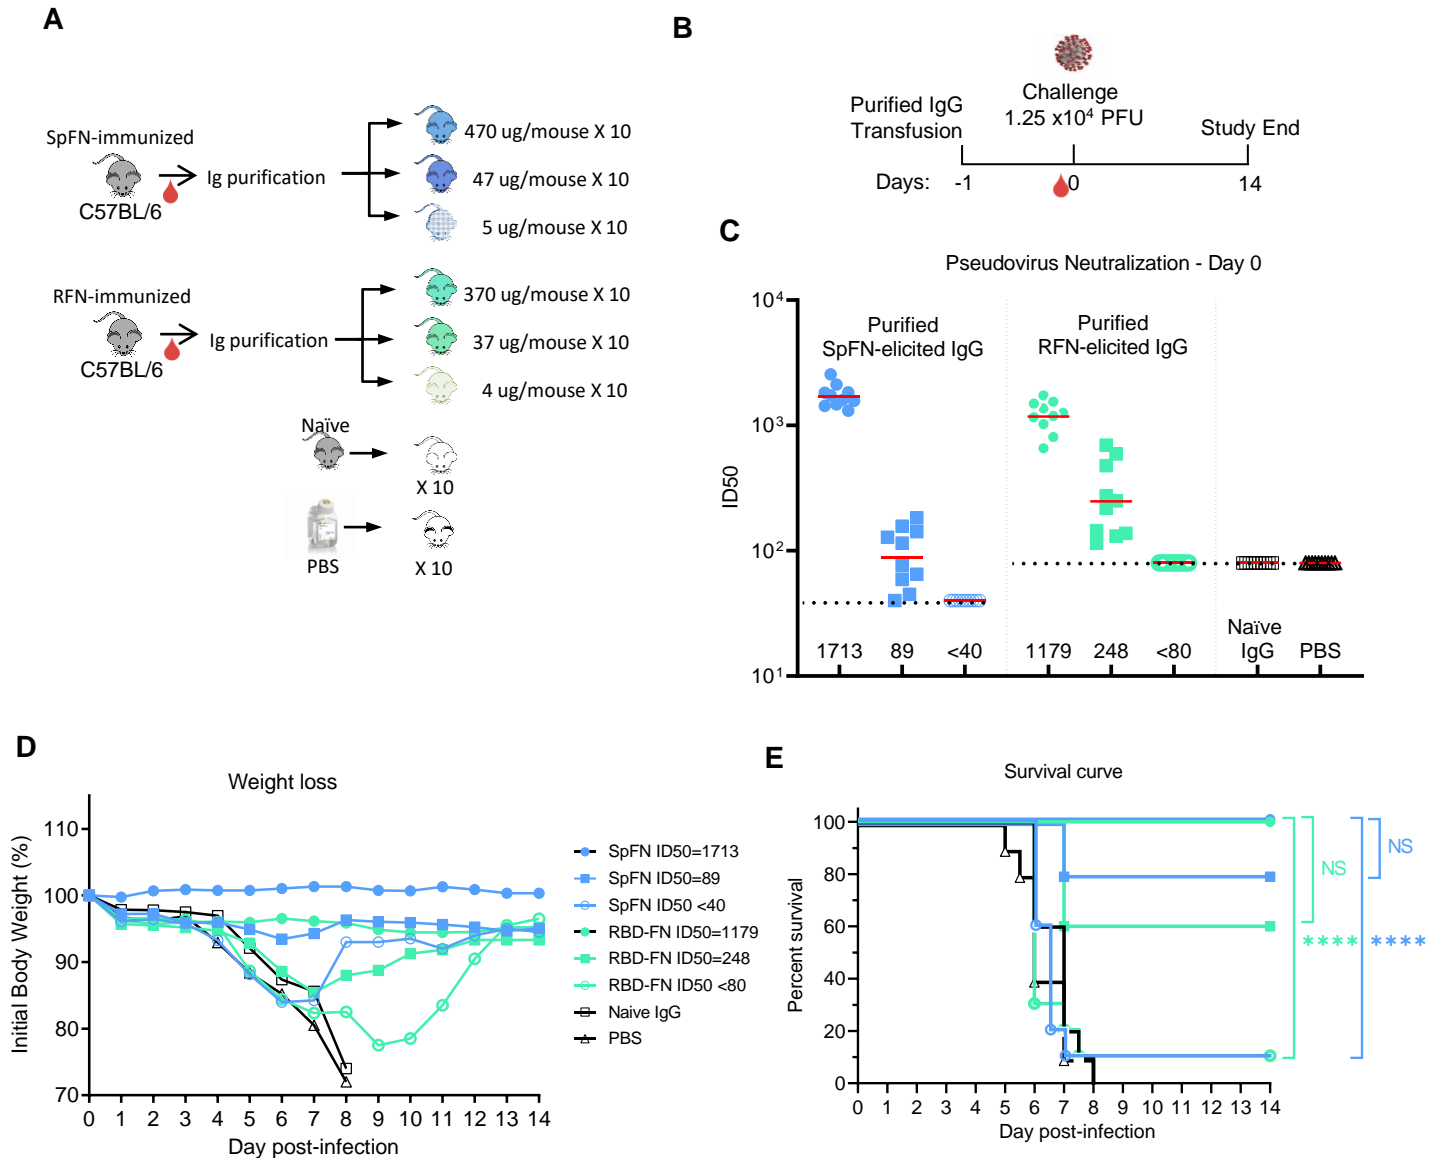 A
SpFN-immunized
C57BL/6
Ig purification
470 ug/mouse X 10
47 ug/mouse X 10
5 ug/mouse X 10
RFN-immunized
C57BL/6
Ig purification
370 ug/mouse X 10
37 ug/mouse X 10
4 ug/mouse X 10
Naïve
X 10
PBS
X 10
B
Purified IgG
Transfusion
Challenge
1.25 x10⁴ PFU
Study End
Days:
-1
0
14
C
Pseudovirus Neutralization - Day 0
Purified
SpFN-elicited IgG
Purified
RFN-elicited IgG
ID50
10⁴
10³
10²
10¹
1713
89
<40
1179
248
<80
Naïve
IgG
PBS
D
Weight loss
Initial Body Weight (%)
110
100
90
80
70
0 1 2 3 4 5 6 7 8 9 10 11 12 13 14
Day post-infection
SpFN ID50=1713
SpFN ID50=89
SpFN ID50 <40
RBD-FN ID50=1179
RBD-FN ID50=248
RBD-FN ID50 <80
Naive IgG
PBS
E
Survival curve
Percent survival
100
80
60
40
20
0
0 1 2 3 4 5 6 7 8 9 10 11 12 13 14
Day post-infection
NS
NS
****
****